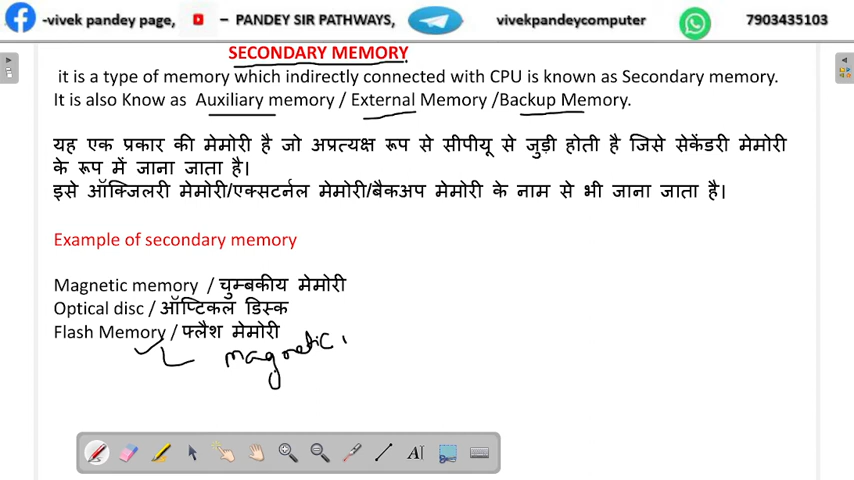 -vivek pandey page, – PANDEY SIR PATHWAYS, vivekpandeycomputer 7903435103
SECONDARY MEMORY
it is a type of memory which indirectly connected with CPU is known as Secondary memory.
It is also Know as Auxiliary memory / External Memory /Backup Memory.
यह एक प्रकार की मेमोरी है जो अप्रत्यक्ष रूप से सीपीयू से जुड़ी होती है जिसे सेकेंडरी मेमोरी
के रूप में जाना जाता है।
इसे ऑक्जिलरी मेमोरी/एक्सटर्नल मेमोरी/बैकअप मेमोरी के नाम से भी जाना जाता है।
Example of secondary memory
Magnetic memory / चुम्बकीय मेमोरी
Optical disc / ऑप्टिकल डिस्क
Flash Memory / फ्लैश मेमोरी
magnetic